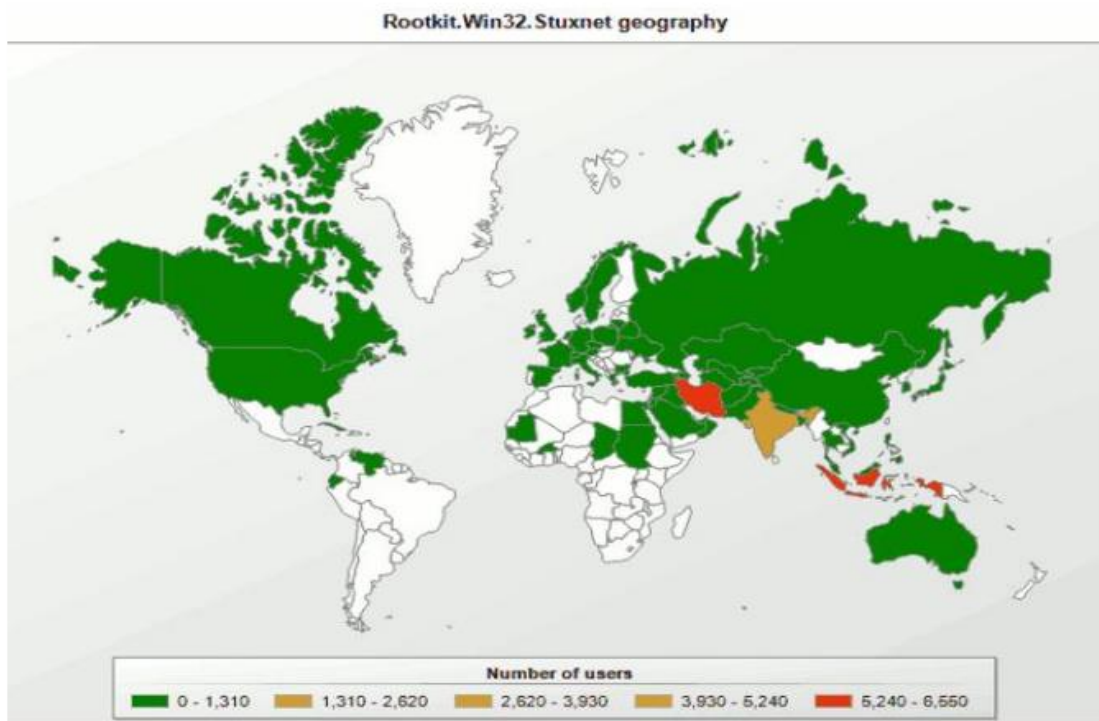 Rootkit.Win32.Stuxnet geography
Number of users
0 - 1,310 1,310 - 2,620 2,620 - 3,930 3,930 - 5,240 5,240 - 6,550